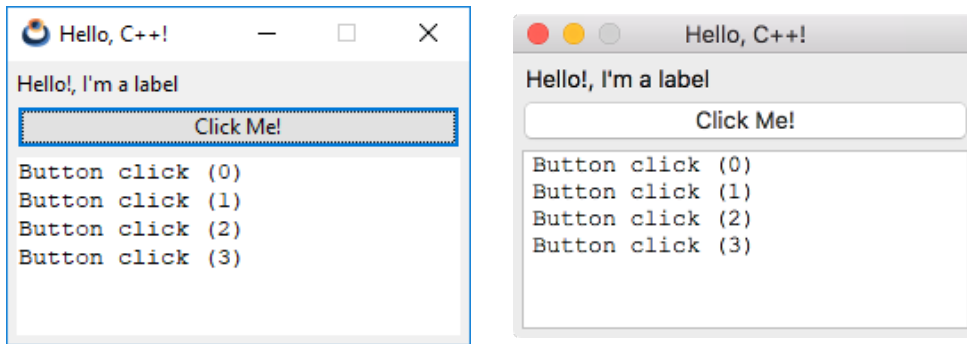 Hello, C++!
Hello!, I'm a label
Click Me!
Button click (0)
Button click (1)
Button click (2)
Button click (3)
Hello, C++!
Hello!, I'm a label
Click Me!
Button click (0)
Button click (1)
Button click (2)
Button click (3)